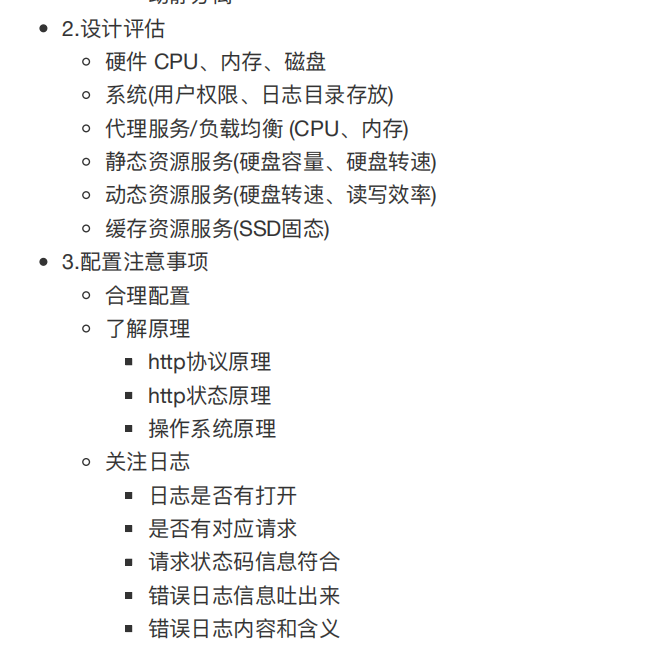 2.设计评估
硬件 CPU、内存、磁盘
系统(用户权限、日志目录存放)
代理服务/负载均衡 (CPU、内存)
静态资源服务(硬盘容量、硬盘转速)
动态资源服务(硬盘转速、读写效率)
缓存资源服务(SSD固态)
3.配置注意事项
合理配置
了解原理
http协议原理
http状态原理
操作系统原理
关注日志
日志是否有打开
是否有对应请求
请求状态码信息符合
错误日志信息吐出来
错误日志内容和含义